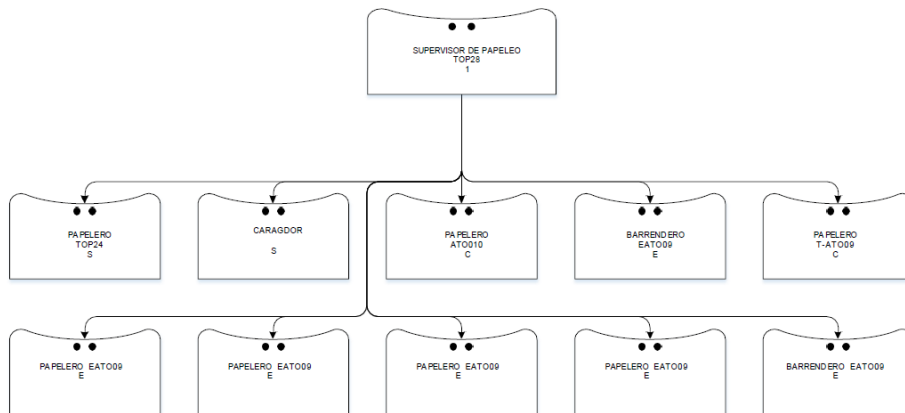 SUPERVISOR DE PAPELEO
TOP28
1
PAPELERO
TOP24
S
CARAGDOR
S
PAPELERO
ATO010
C
BARRENDERO
EATO09
E
PAPELERO
T-ATO09
C
PAPELERO EATO09
E
PAPELERO EATO09
E
PAPELERO EATO09
E
PAPELERO EATO09
E
BARRENDERO EATO09
E